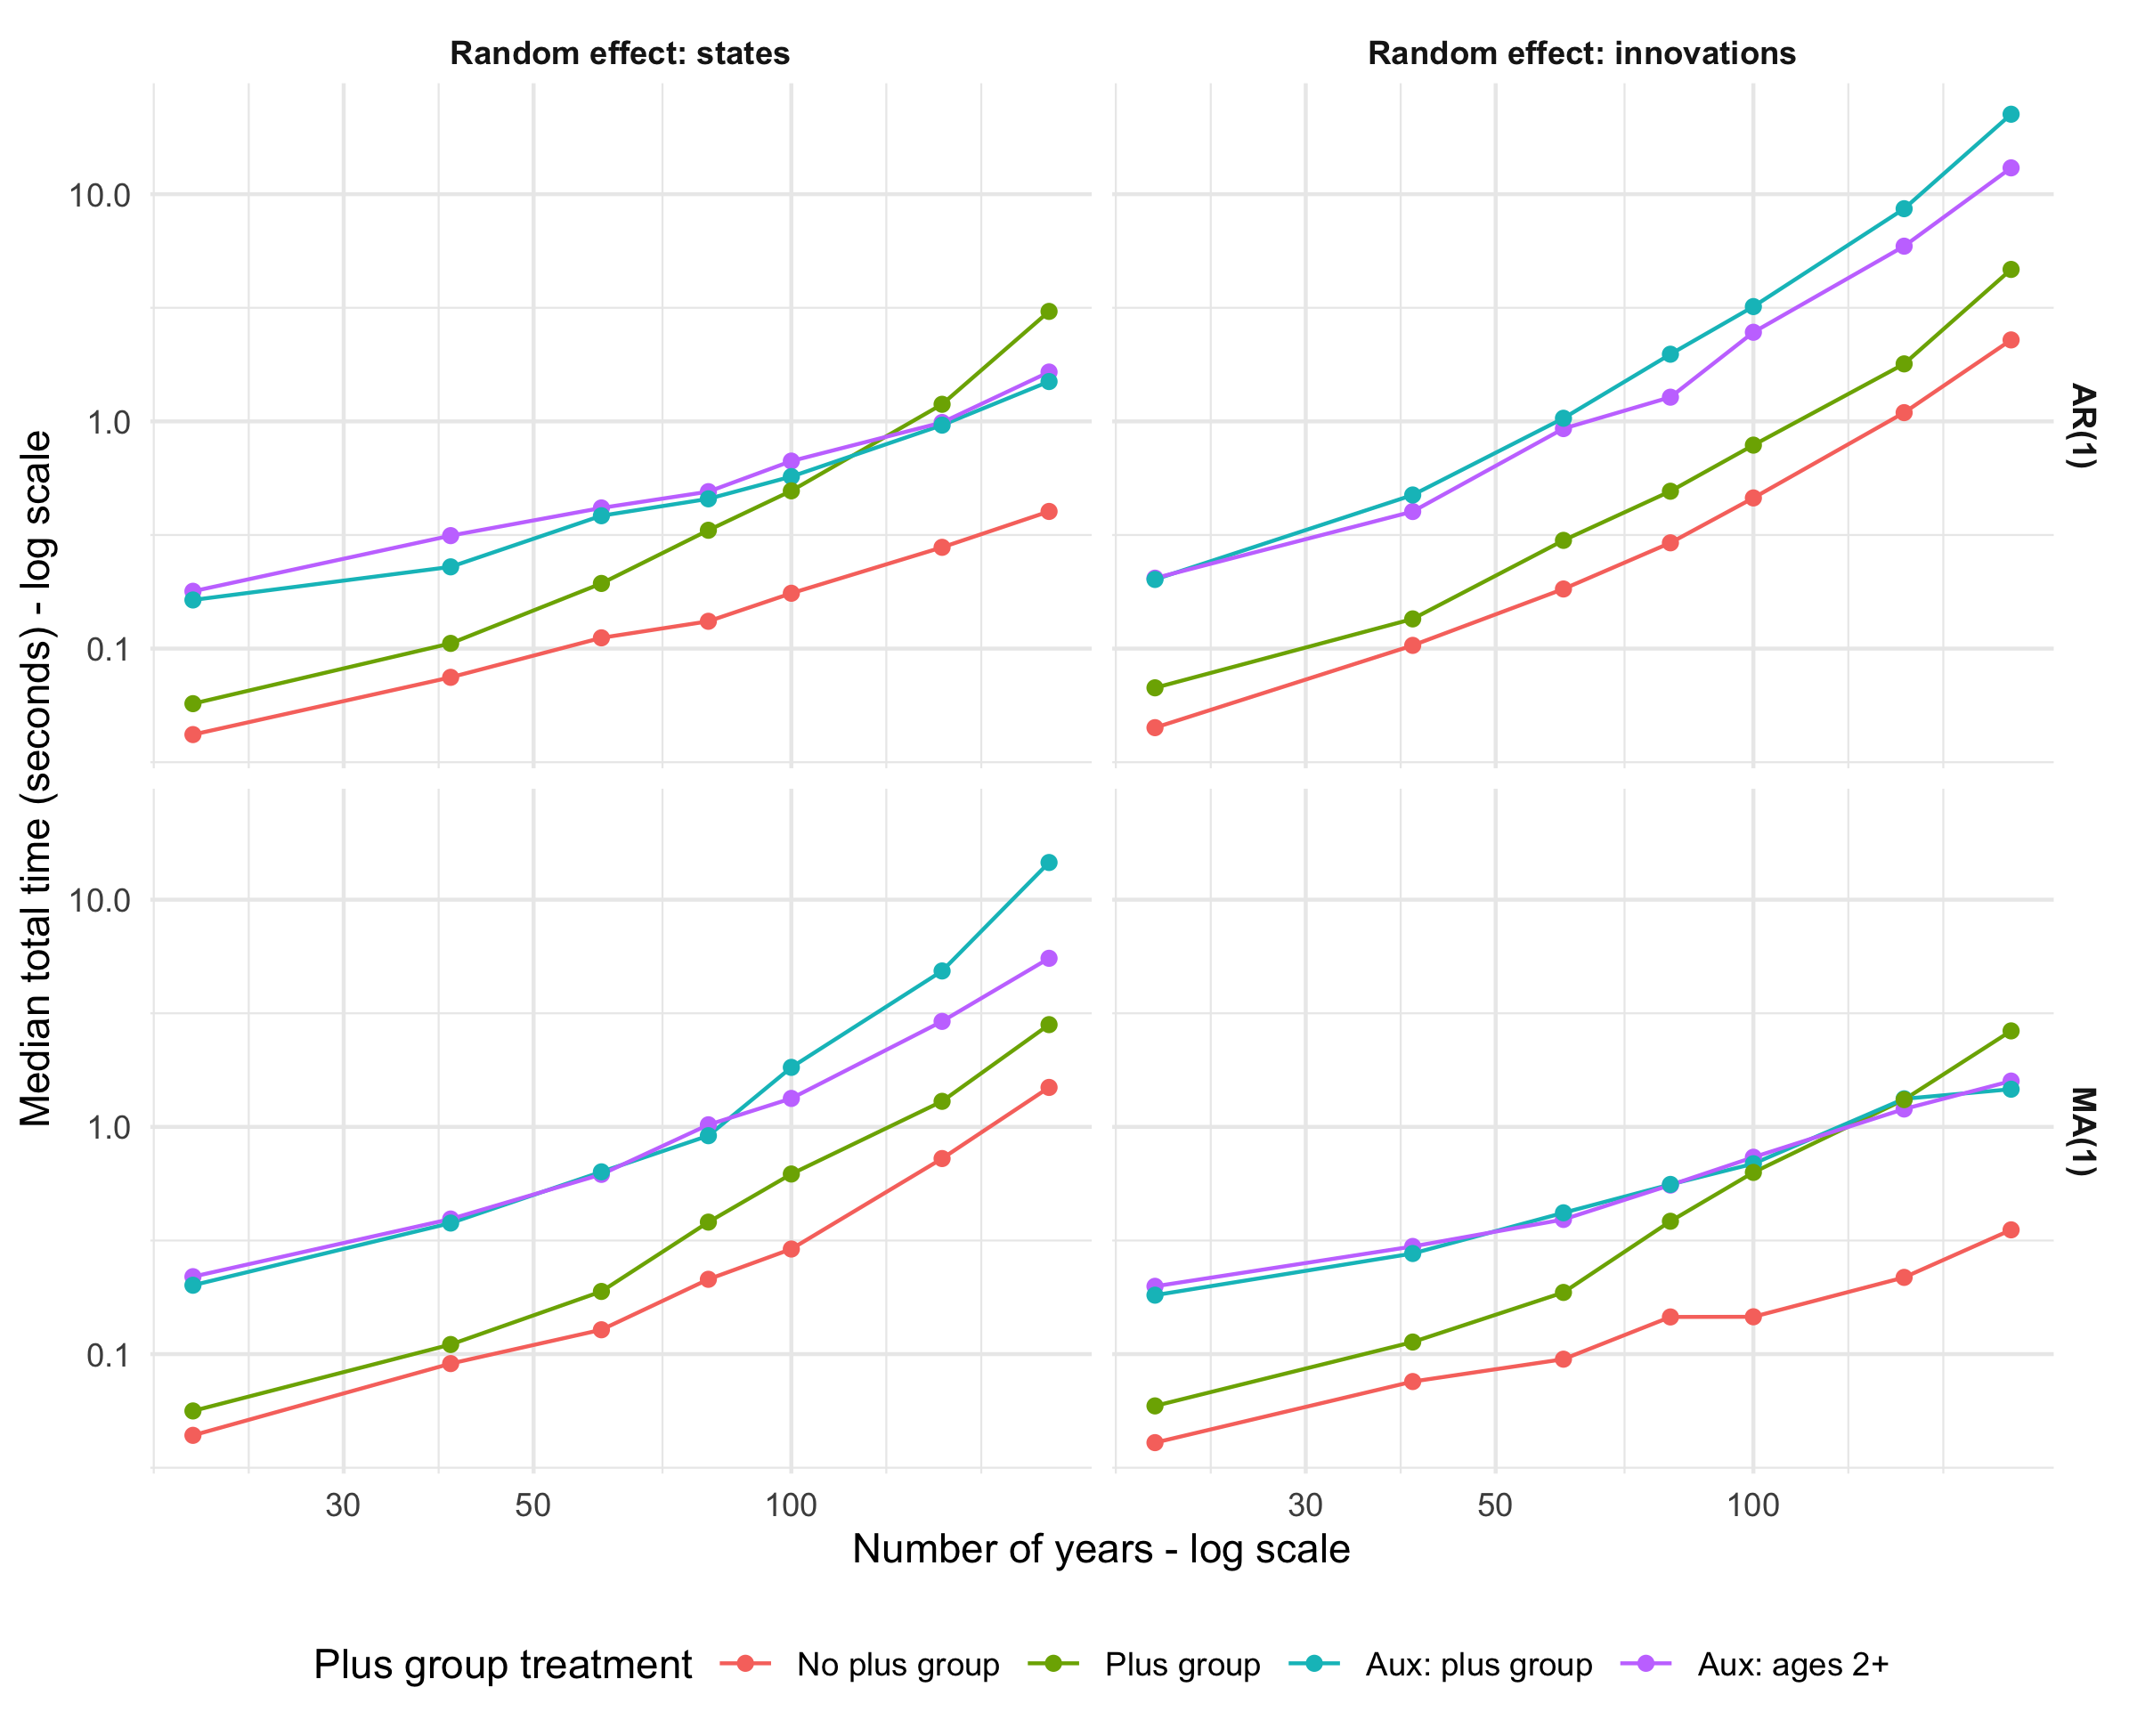 Random effect: states
Random effect: innovations
10.0
1.0
0.1
AR(1)
10.0
1.0
0.1
MA(1)
Median total time (seconds) - log scale
30 50 100
30 50 100
Number of years - log scale
Plus group treatment No plus group Plus group Aux: plus group Aux: ages 2+